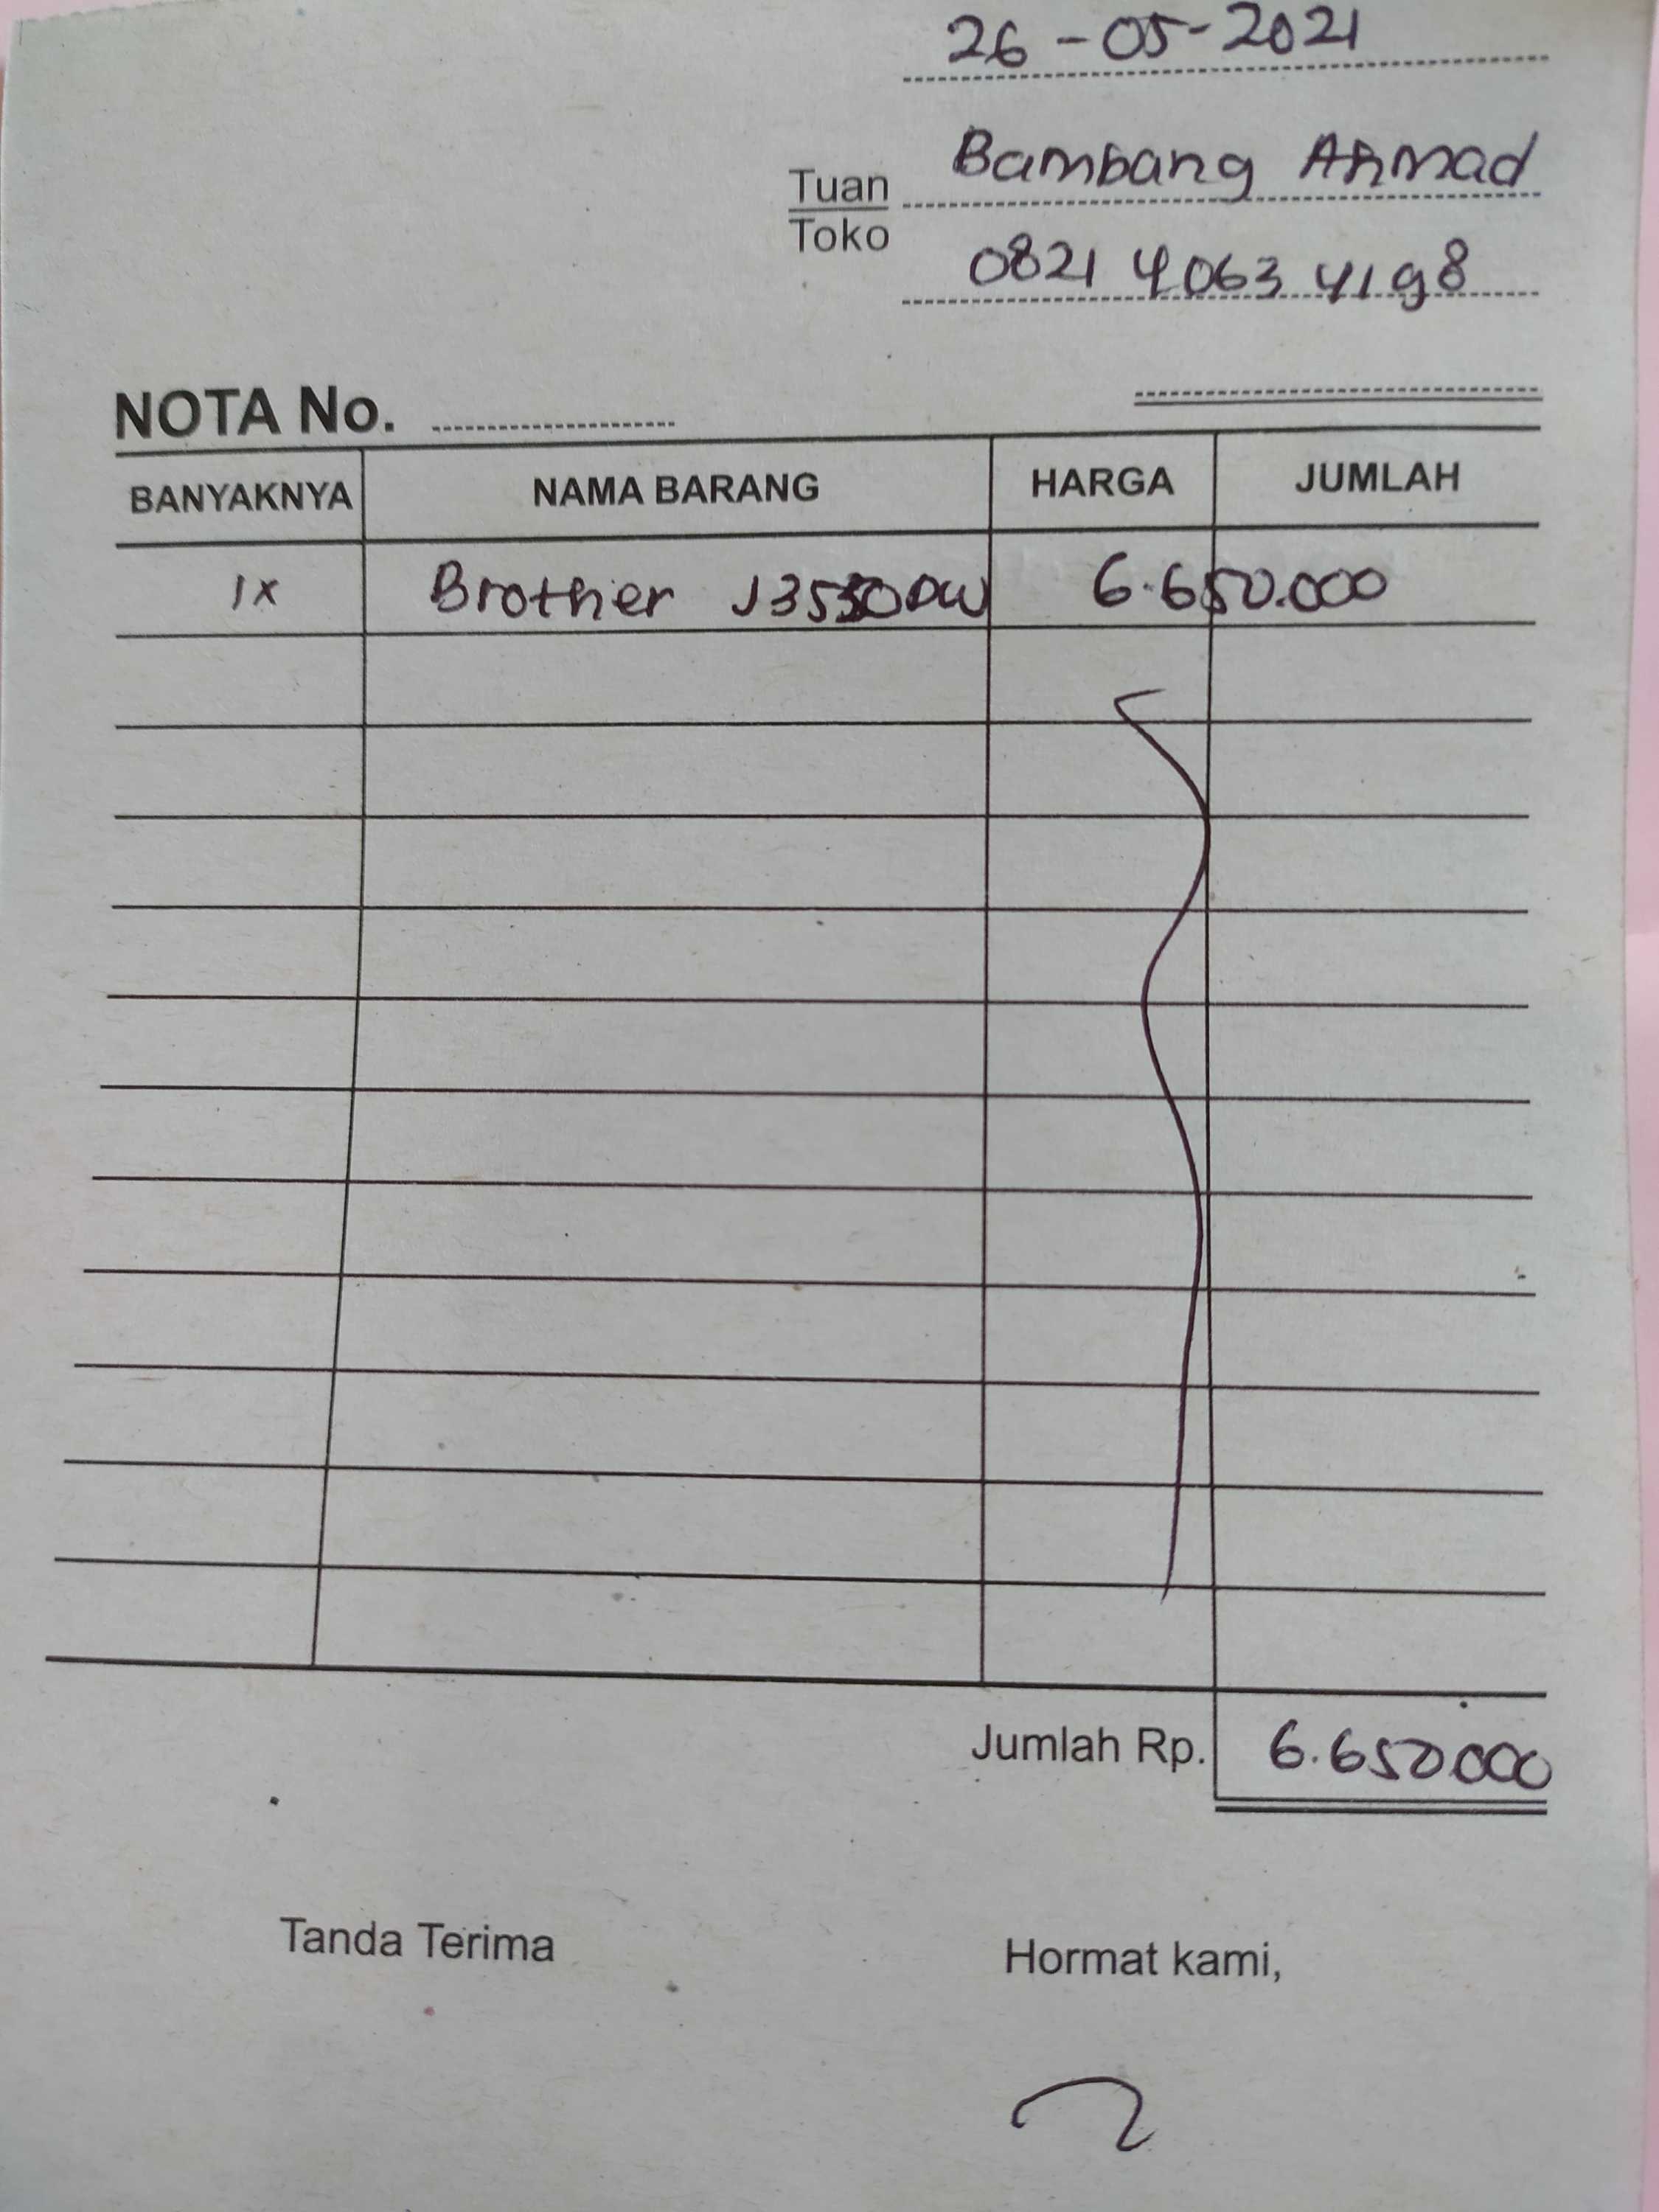 26-05-2021
Tuan Bambang Ahmad
Toko
0821 4063 4198
NOTA No. ....................
BANYAKNYA NAMA BARANG HARGA JUMLAH
1x Brother J3530DW 6.650.000
Jumlah Rp. 6.650.000
Tanda Terima Hormat kami,